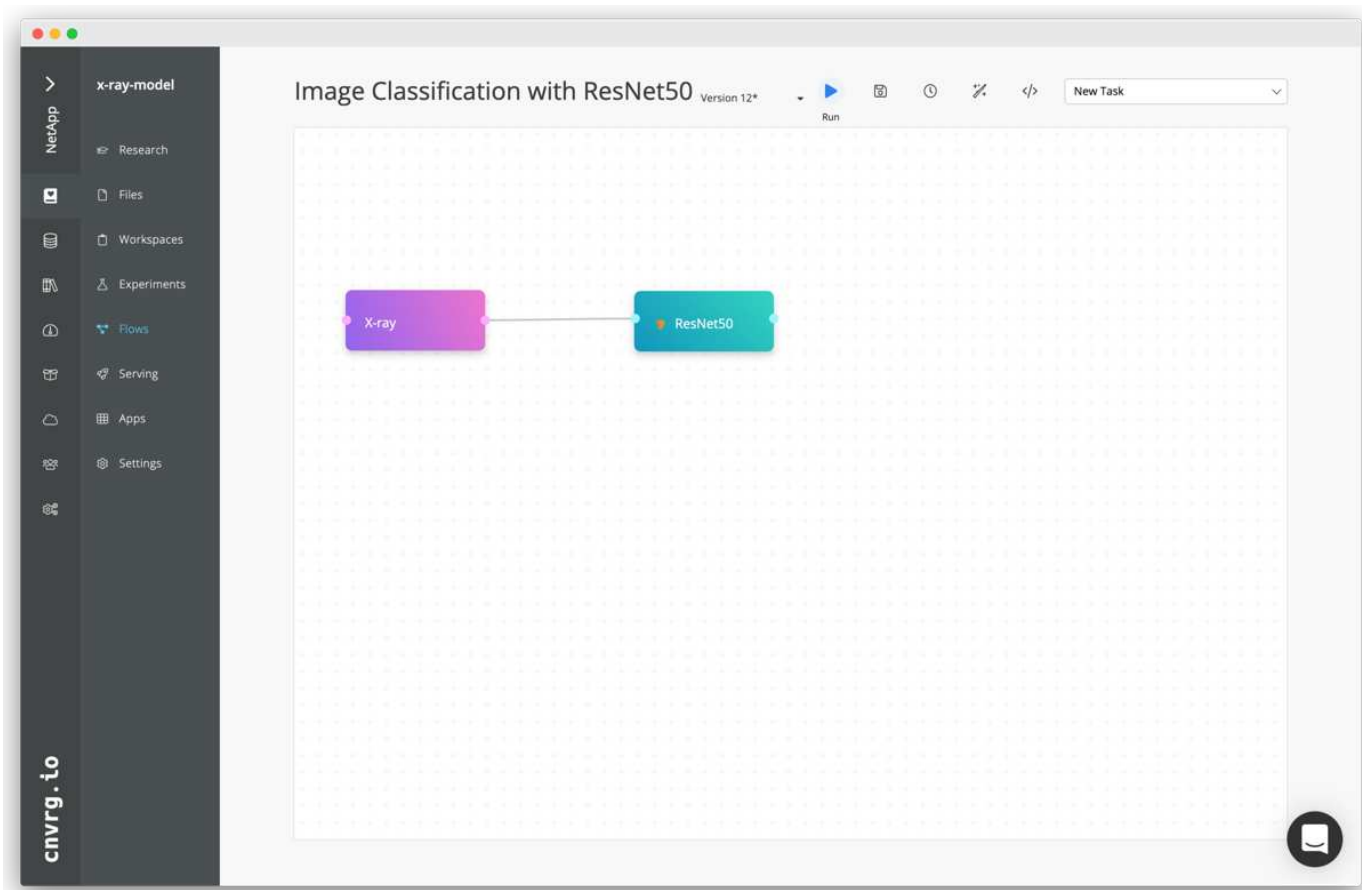 NetApp
cnvrg.io
x-ray-model
Research
Files
Workspaces
Experiments
Flows
Serving
Apps
Settings
Image Classification with ResNet50 Version 12*
Run
</>
New Task
X-ray
ResNet50